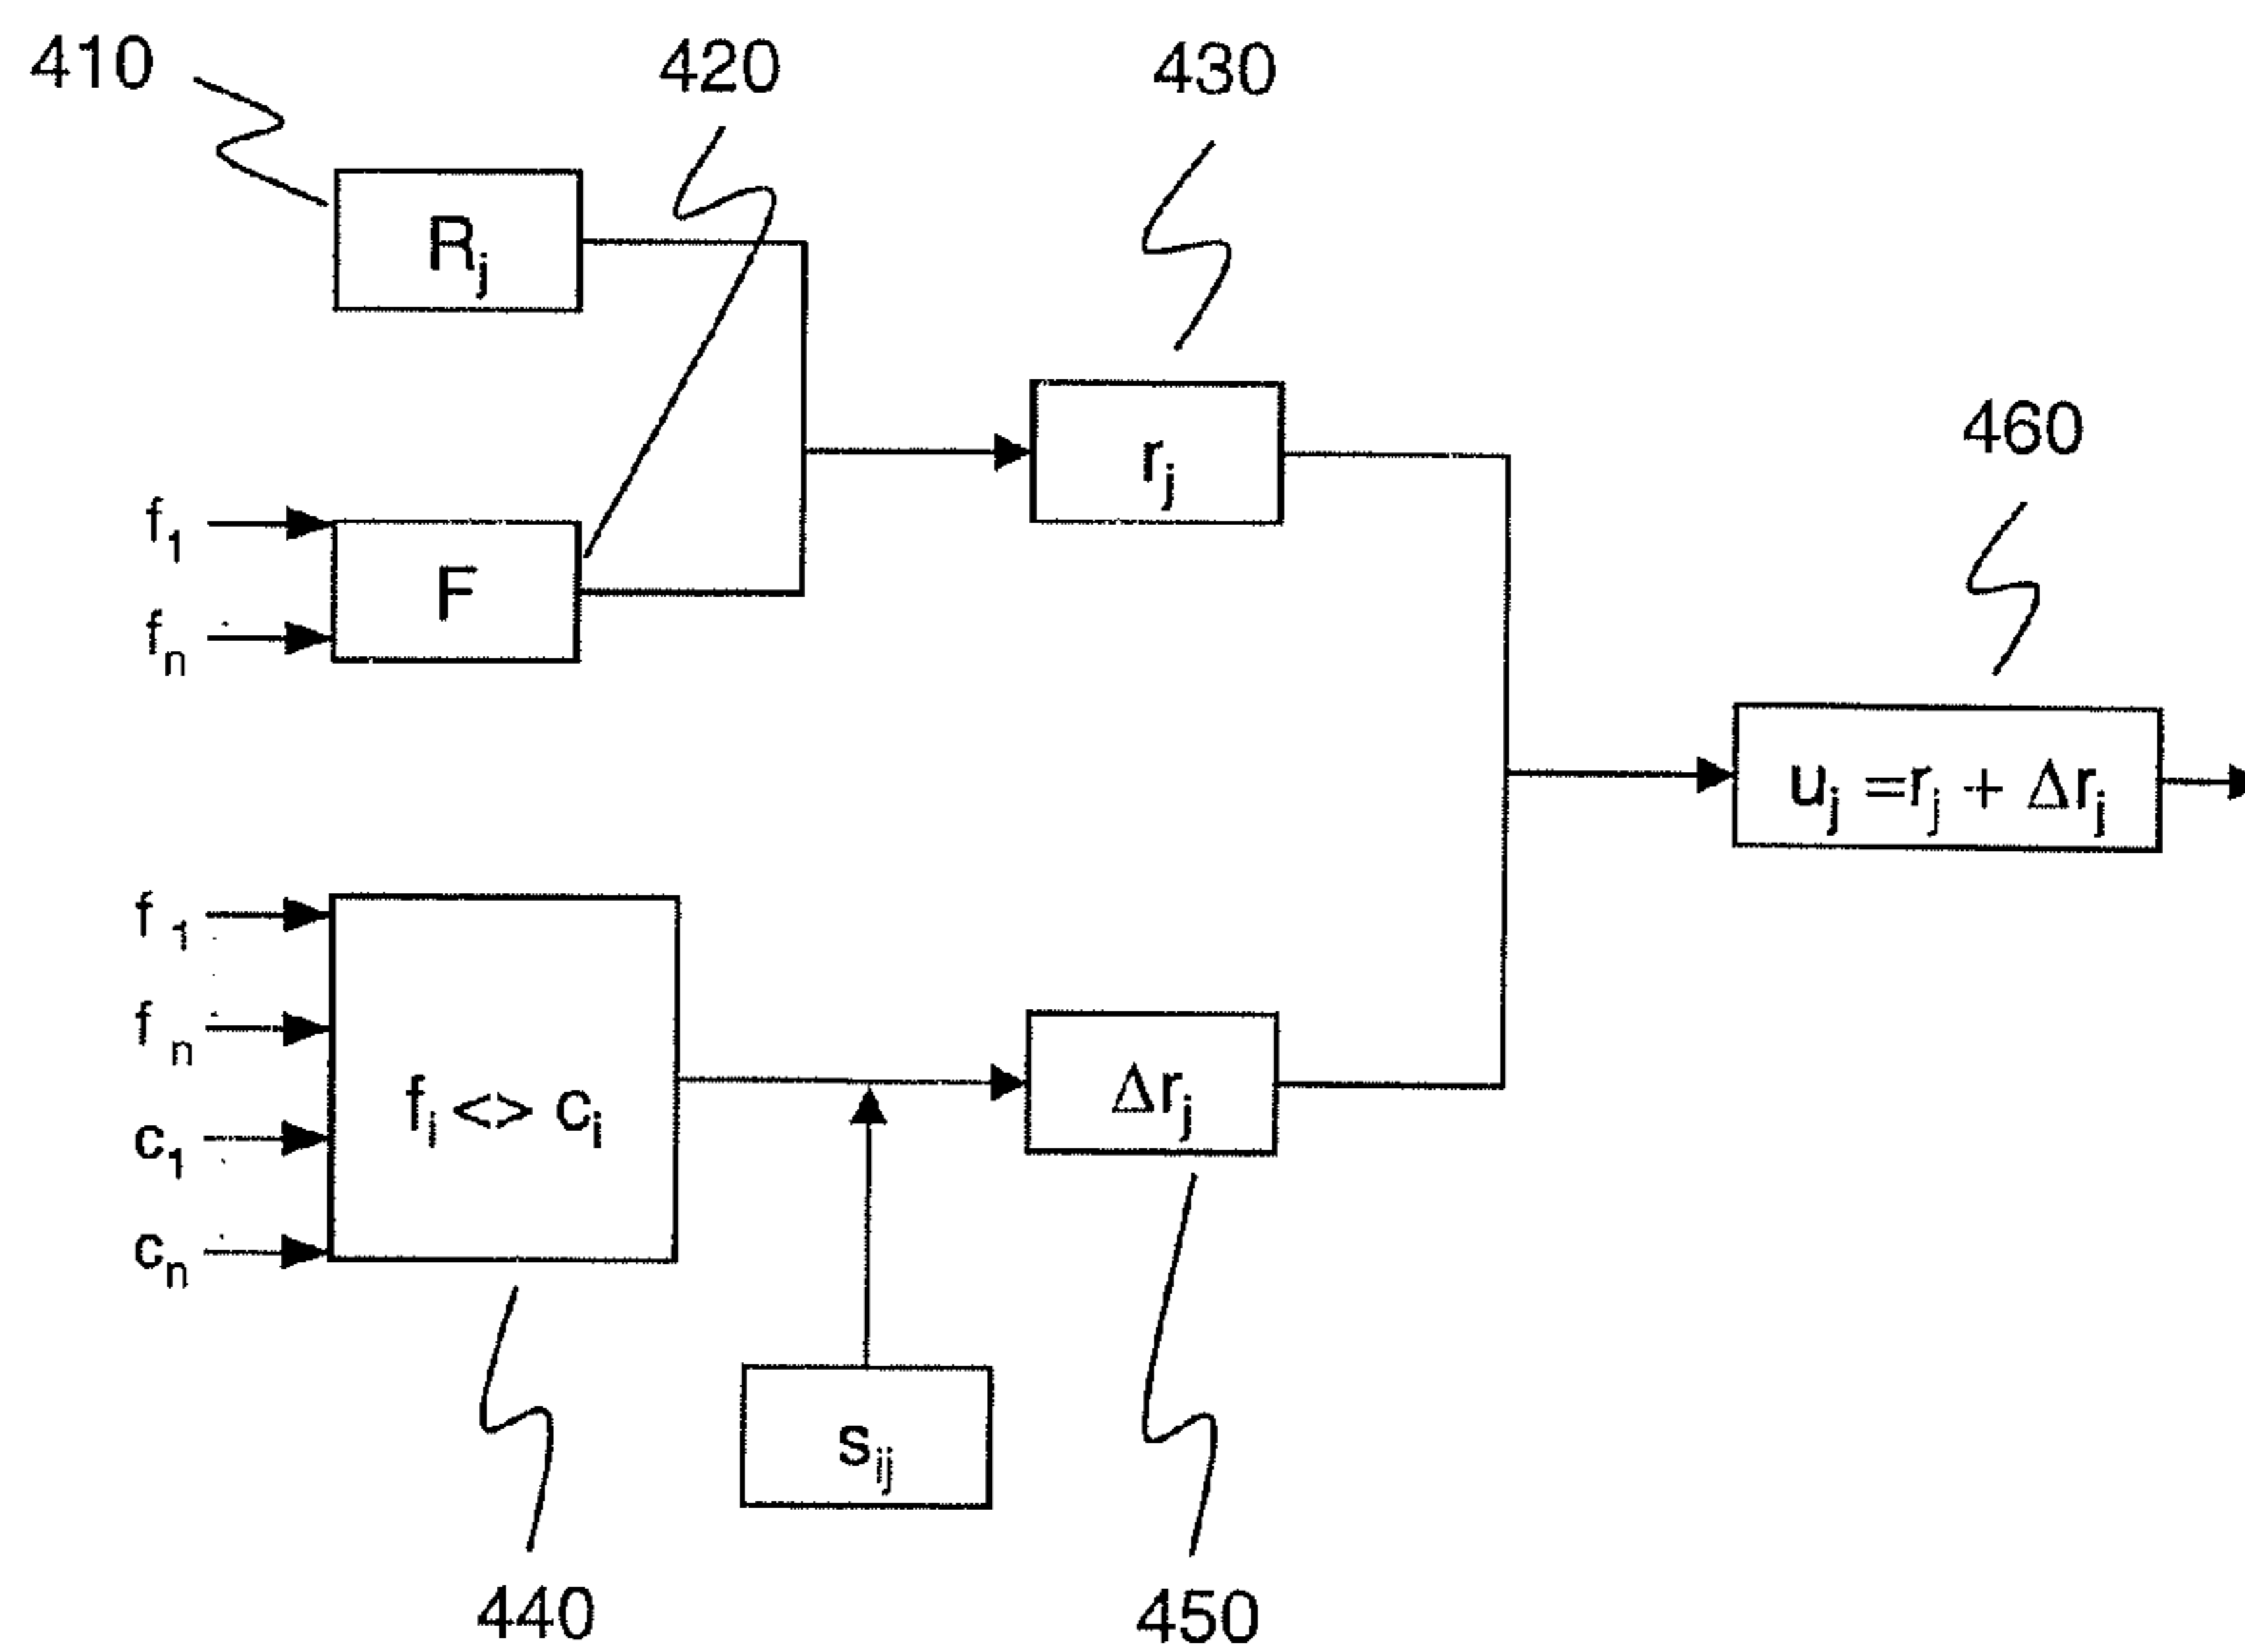 410
420
430
R_j
460
r_j
f_1
F
f_n
u_j = r_j + Δr_j
f_1
f_n
f_i <> c_i
Δr_j
c_1
c_n
s_ij
440
450